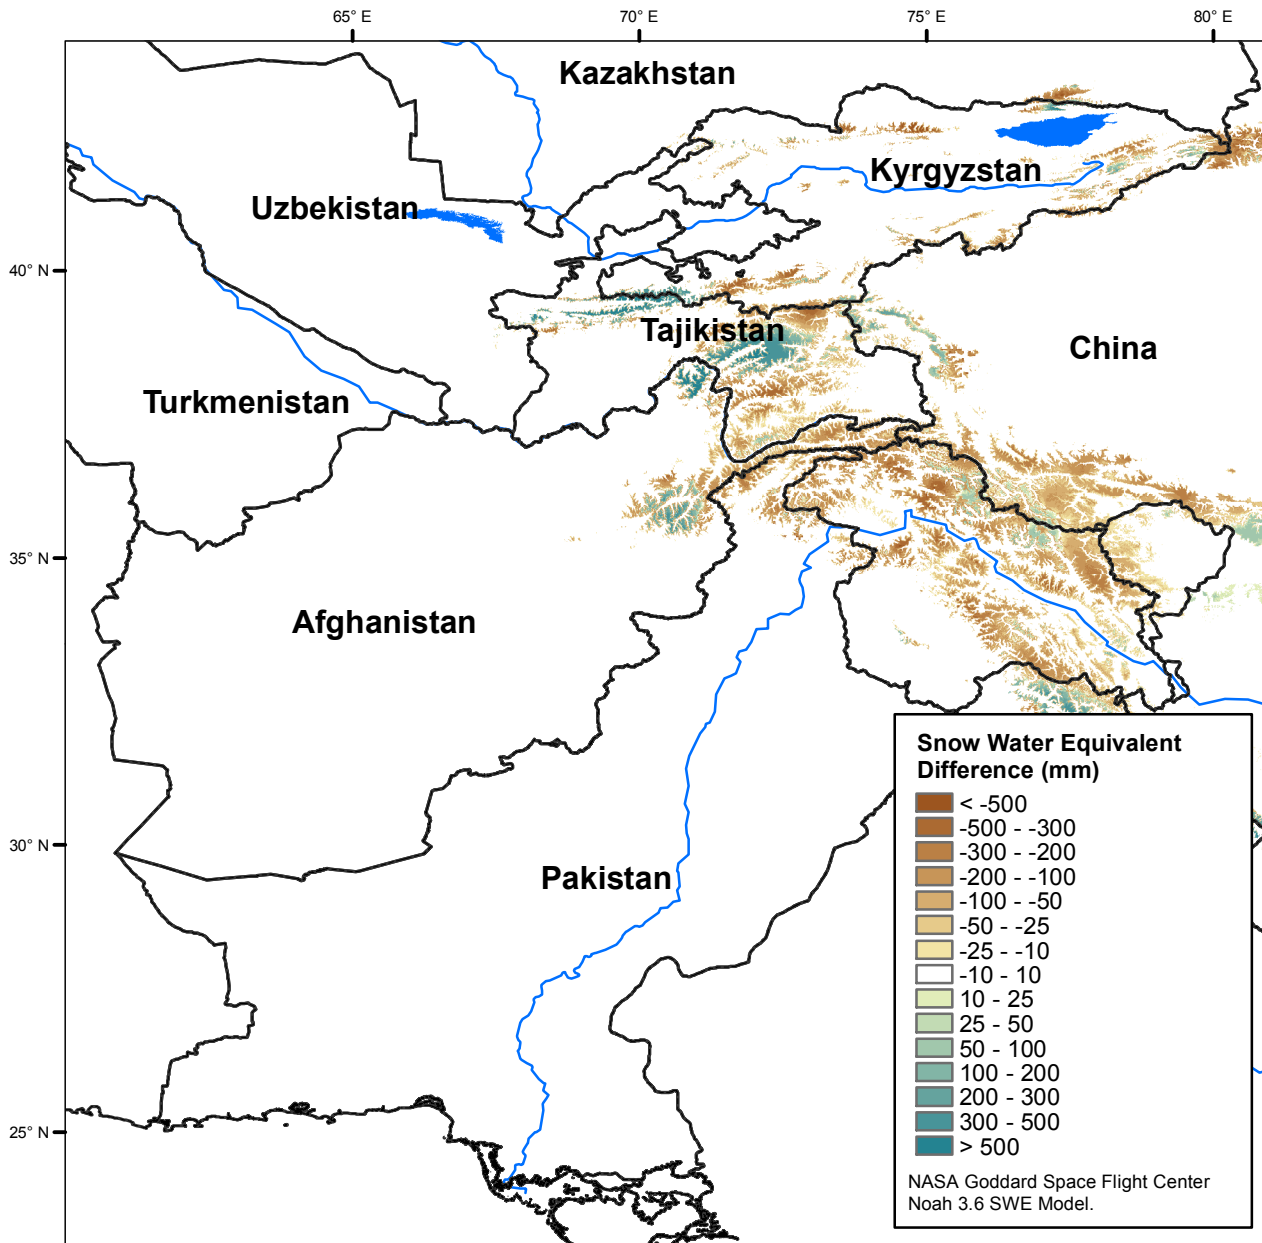 65° E
70° E
75° E
80° E
Kazakhstan
Kyrgyzstan
Uzbekistan
40° N
Tajikistan
China
Turkmenistan
35° N
Afghanistan
30° N
Pakistan
25° N
Snow Water Equivalent
Difference (mm)
< -500
-500 - -300
-300 - -200
-200 - -100
-100 - -50
-50 - -25
-25 - -10
-10 - 10
10 - 25
25 - 50
50 - 100
100 - 200
200 - 300
300 - 500
> 500
NASA Goddard Space Flight Center
Noah 3.6 SWE Model.